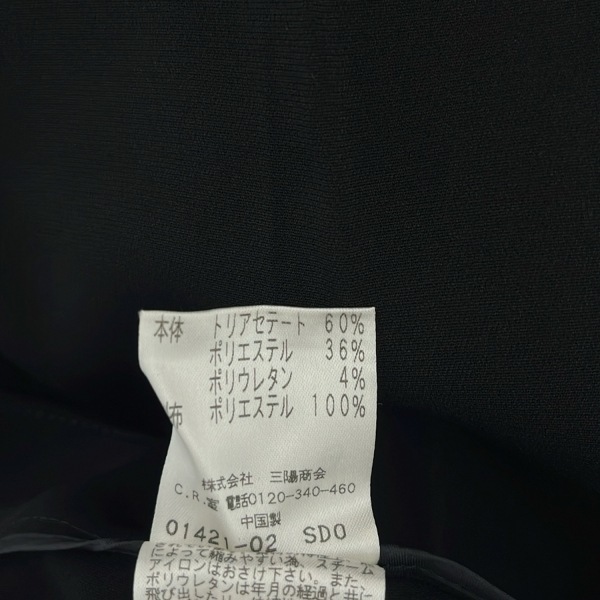 本体 トリアセテート 60%
ポリエステル 36%
ポリウレタン 4%
布 ポリエステル 100%
株式会社 三陽商会
C.R.室 電話0120-340-460
中国製
01421-02 SD0
によって縮みやすい為、スチーム
アイロンはおさけ下さい。また、
ポリウレタンは年月の経過と共に